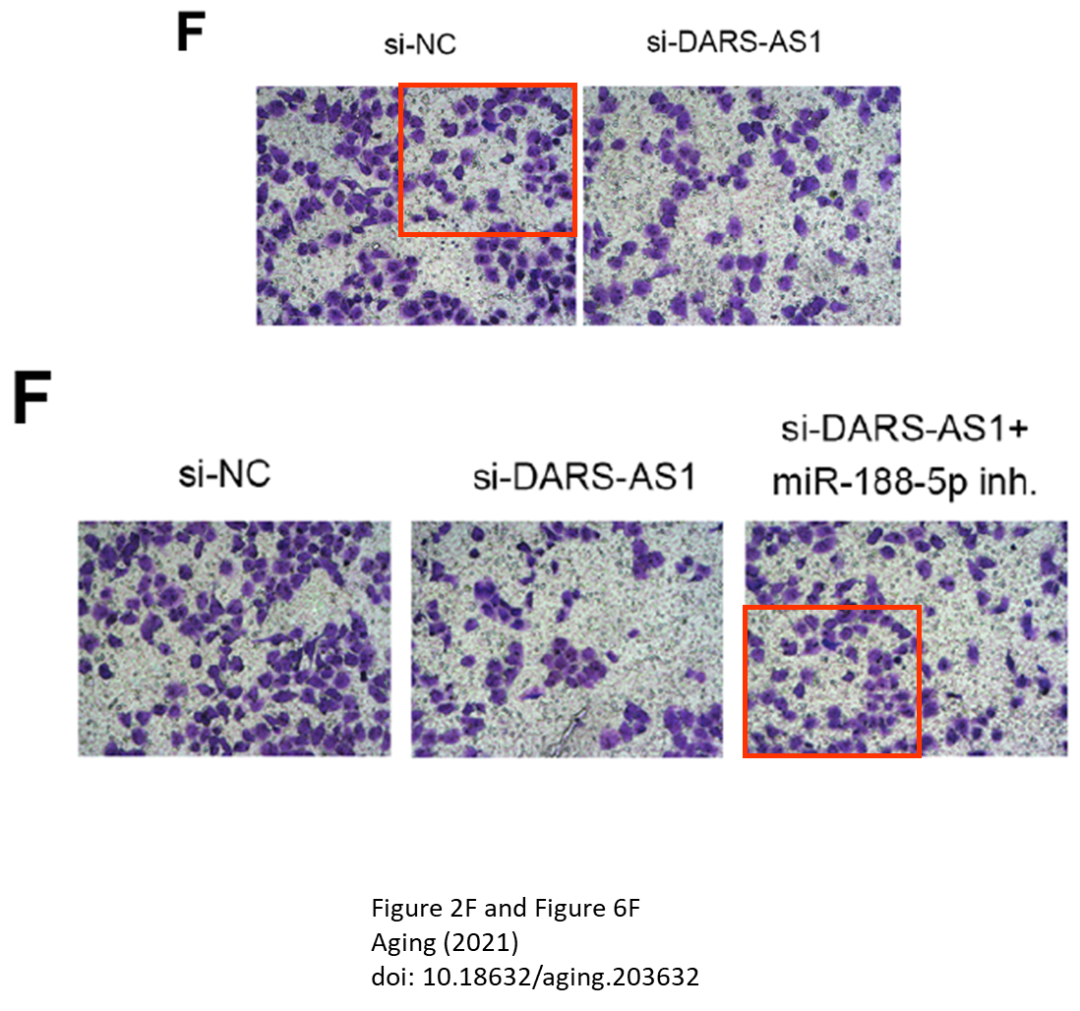 F
si-NC
si-DARS-AS1
F
si-NC
si-DARS-AS1
si-DARS-AS1+
miR-188-5p inh.
Figure 2F and Figure 6F
Aging (2021)
doi: 10.18632/aging.203632